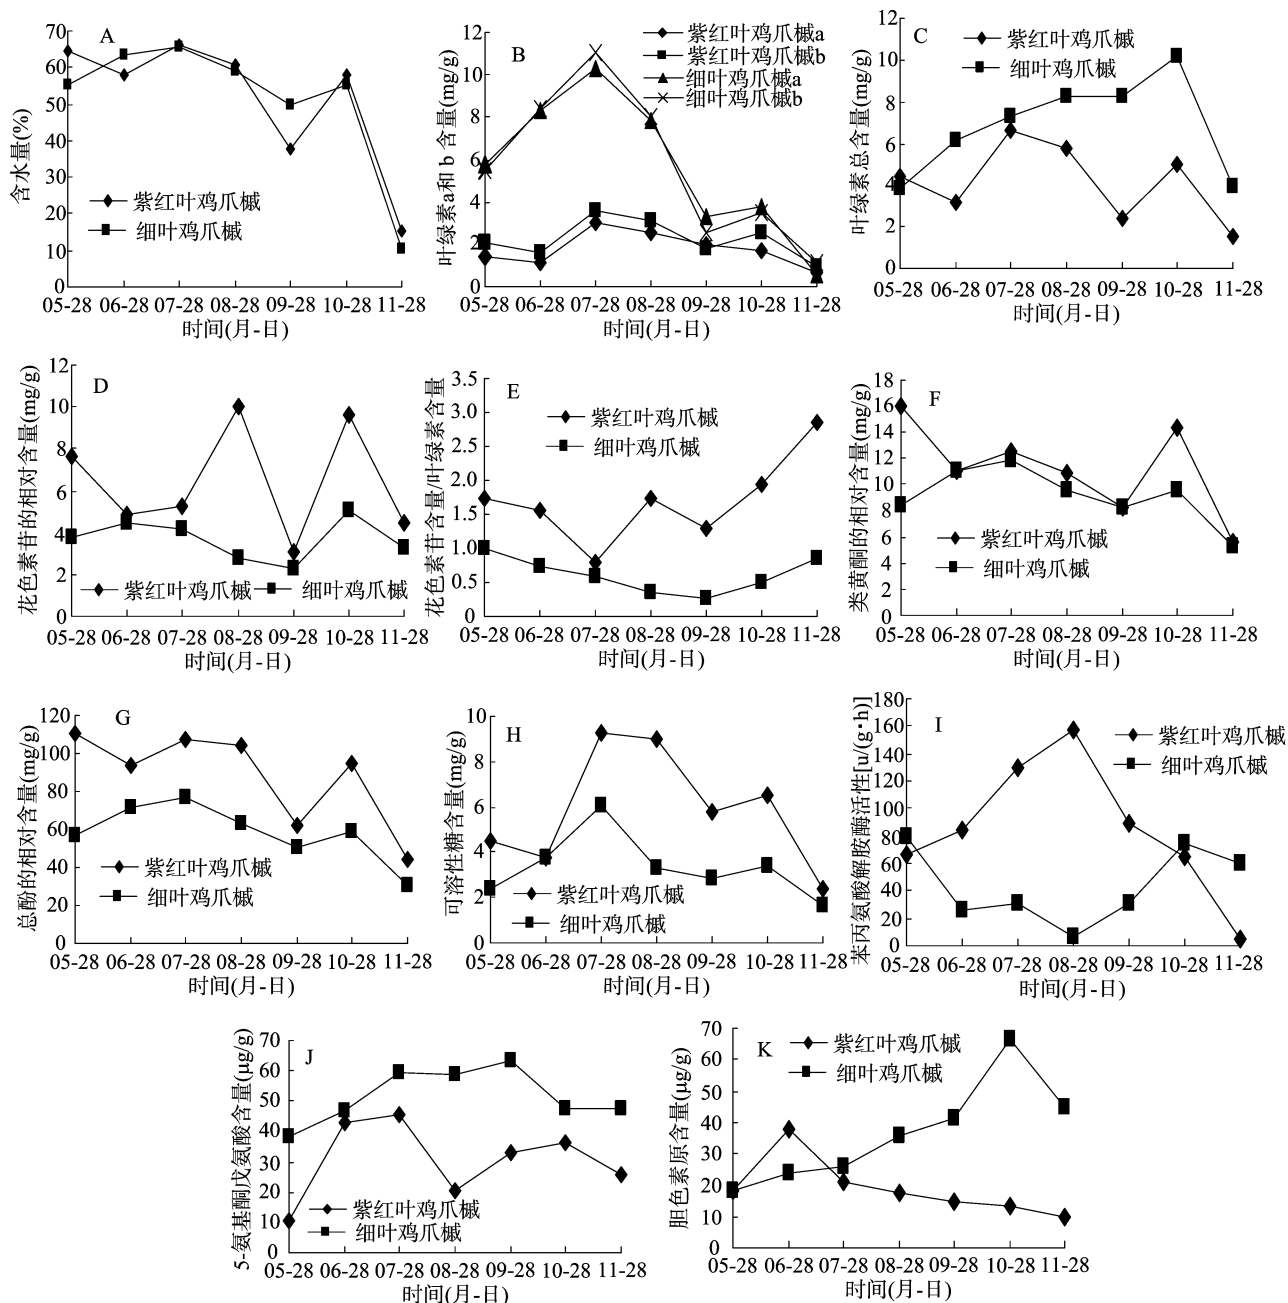 A
含水量(%)
70
60
50
40
30
20
10
0
紫红叶鸡爪槭
细叶鸡爪槭
05-28 06-28 07-28 08-28 09-28 10-28 11-28
时间(月-日)
B
叶绿素a和 b 含量(mg/g)
12
10
8
6
4
2
0
紫红叶鸡爪槭a
紫红叶鸡爪槭b
细叶鸡爪槭a
细叶鸡爪槭b
05-28 06-28 07-28 08-28 09-28 10-28 11-28
时间(月-日)
C
叶绿素总含量(mg/g)
12
10
8
6
4
2
0
紫红叶鸡爪槭
细叶鸡爪槭
05-28 06-28 07-28 08-28 09-28 10-28 11-28
时间(月-日)
D
花色素苷的相对含量(mg/g)
12
10
8
6
4
2
0
紫红叶鸡爪槭 细叶鸡爪槭
05-28 06-28 07-28 08-28 09-28 10-28 11-28
时间(月-日)
E
花色素苷含量/叶绿素含量
3.5
3.0
2.5
2.0
1.5
1.0
0.5
0
紫红叶鸡爪槭
细叶鸡爪槭
05-28 06-28 07-28 08-28 09-28 10-28 11-28
时间(月-日)
F
类黄酮的相对含量(mg/g)
18
16
14
12
10
8
6
4
2
0
紫红叶鸡爪槭
细叶鸡爪槭
05-28 06-28 07-28 08-28 09-28 10-28 11-28
时间(月-日)
G
总酚的相对含量(mg/g)
120
100
80
60
40
20
0
紫红叶鸡爪槭
细叶鸡爪槭
05-28 06-28 07-28 08-28 09-28 10-28 11-28
时间(月-日)
H
可溶性糖含量(mg/g)
10
8
6
4
2
0
紫红叶鸡爪槭
细叶鸡爪槭
05-28 06-28 07-28 08-28 09-28 10-28 11-28
时间(月-日)
I
苯丙氨酸解胺酶活性[u/(g·h)]
180
160
140
120
100
80
60
40
20
0
紫红叶鸡爪槭
细叶鸡爪槭
05-28 06-28 07-28 08-28 09-28 10-28 11-28
时间(月-日)
J
5-氨基酮戊氨酸含量(μg/g)
70
60
50
40
30
20
10
0
紫红叶鸡爪槭
细叶鸡爪槭
05-28 06-28 07-28 08-28 09-28 10-28 11-28
时间(月-日)
K
胆色素原含量(μg/g)
70
60
50
40
30
20
10
0
紫红叶鸡爪槭
细叶鸡爪槭
05-28 06-28 07-28 08-28 09-28 10-28 11-28
时间(月-日)